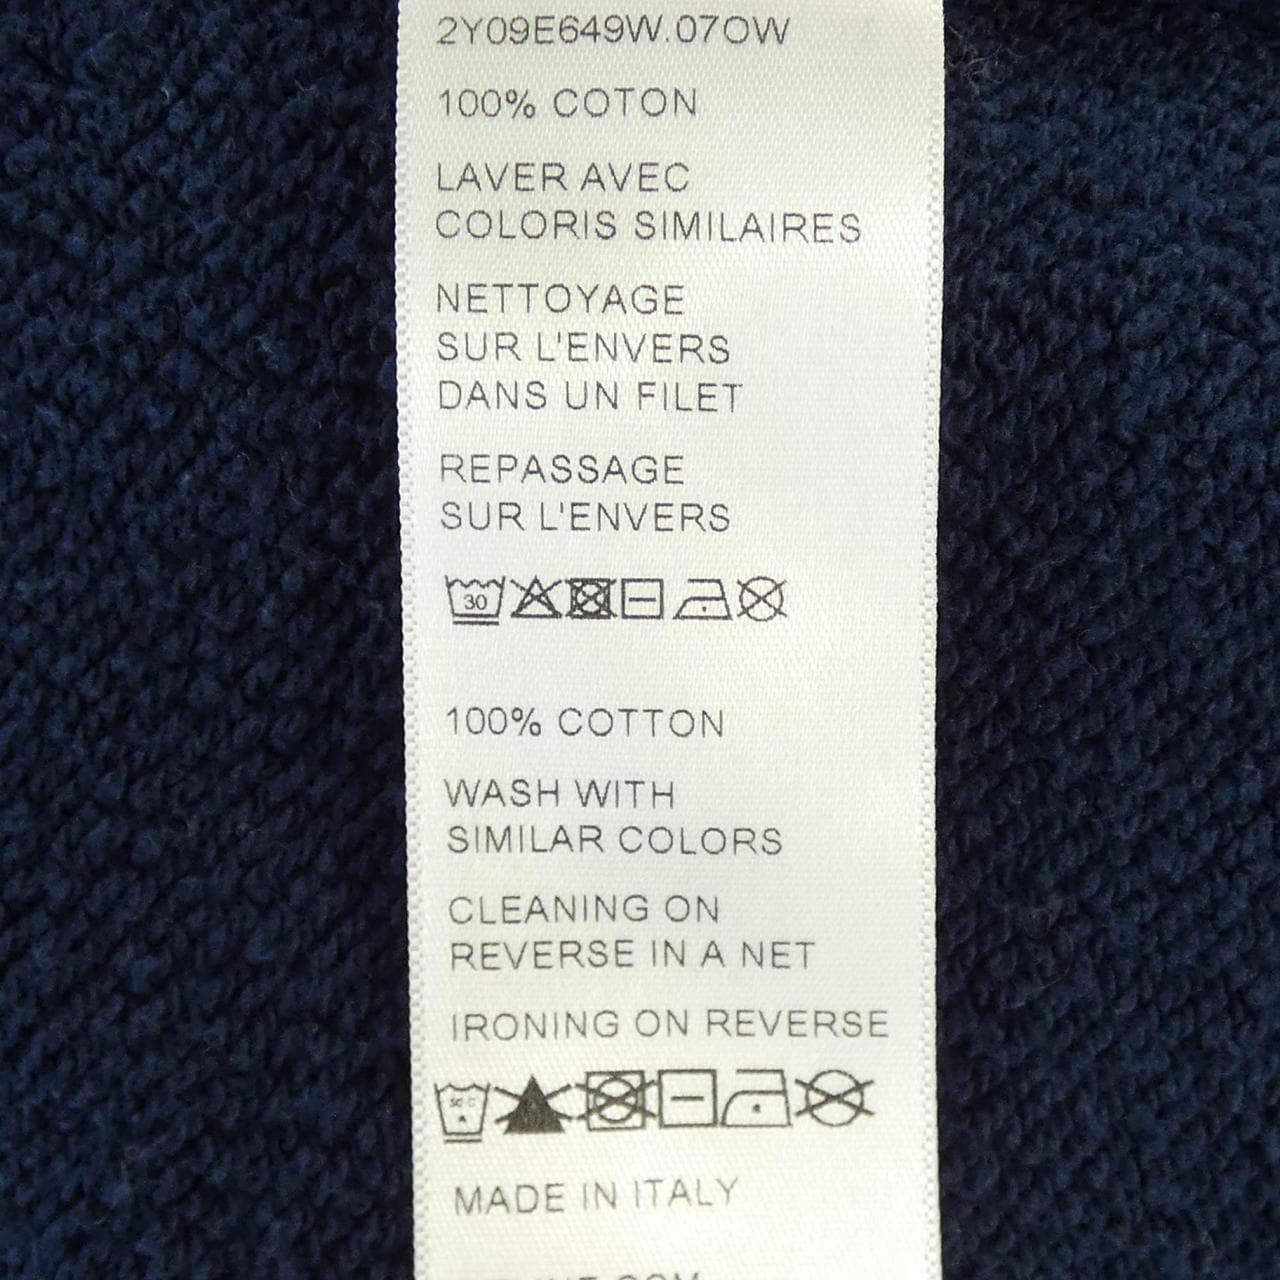 2Y09E649W.07OW
100% COTON
LAVER AVEC
COLORIS SIMILAIRES
NETTOYAGE
SUR L'ENVERS
DANS UN FILET
REPASSAGE
SUR L'ENVERS
30
100% COTTON
WASH WITH
SIMILAR COLORS
CLEANING ON
REVERSE IN A NET
IRONING ON REVERSE
MADE IN ITALY